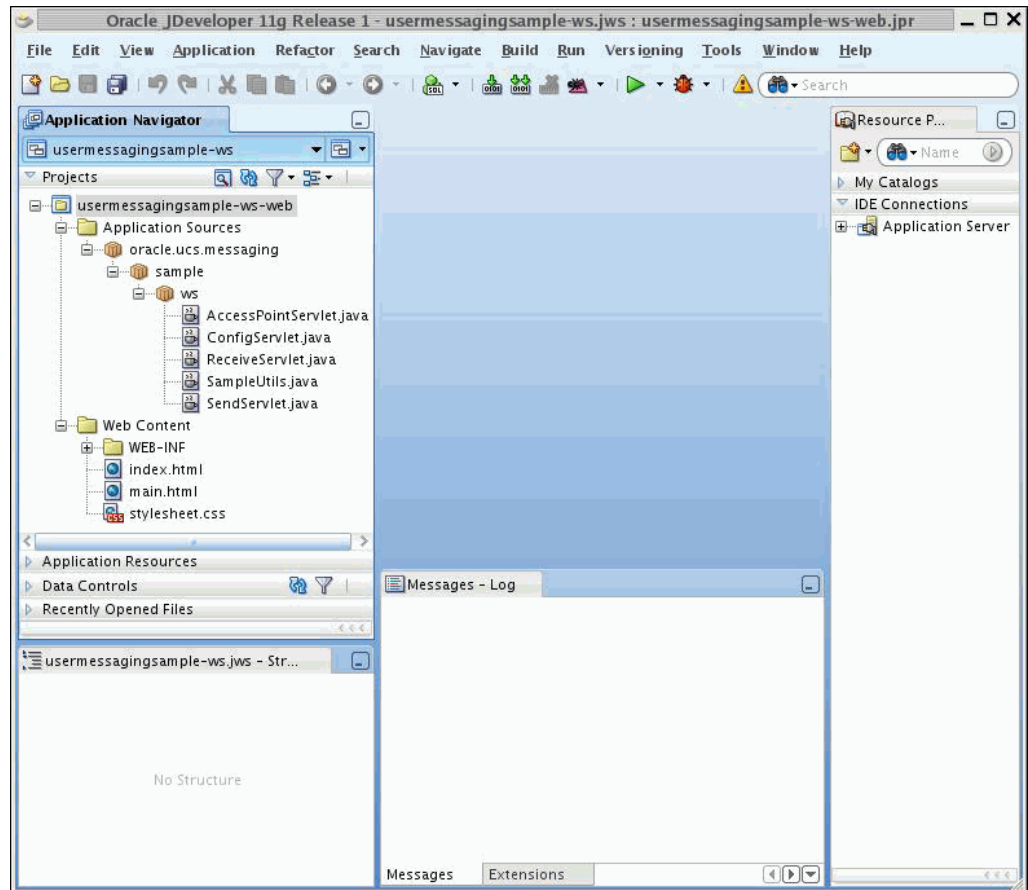 Oracle JDeveloper 11g Release 1 - usermessagingsample-ws.jws : usermessagingsample-ws-web.jpr
File Edit View Application Refactor Search Navigate Build Run Versioning Tools Window Help
Search
Application Navigator
usermessagingsample-ws
Projects
usermessagingsample-ws-web
Application Sources
oracle.ucs.messaging
sample
ws
AccessPointServlet.java
ConfigServlet.java
ReceiveServlet.java
SampleUtils.java
SendServlet.java
Web Content
WEB-INF
index.html
main.html
stylesheet.css
Application Resources
Data Controls
Recently Opened Files
usermessagingsample-ws.jws - Str...
No Structure
Messages - Log
Messages Extensions
Resource P...
Name
My Catalogs
IDE Connections
Application Server